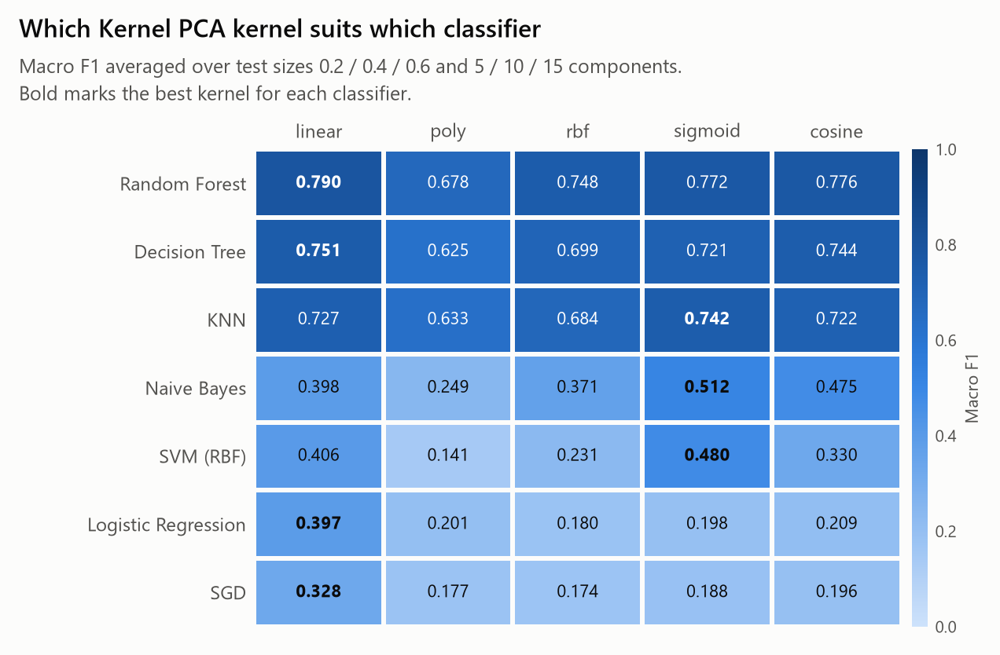 Which Kernel PCA kernel suits which classifier
Macro F1 averaged over test sizes 0.2 / 0.4 / 0.6 and 5 / 10 / 15 components.
Bold marks the best kernel for each classifier.
linear poly rbf sigmoid cosine
Random Forest 0.790 0.678 0.748 0.772 0.776
Decision Tree 0.751 0.625 0.699 0.721 0.744
KNN 0.727 0.633 0.684 0.742 0.722
Naive Bayes 0.398 0.249 0.371 0.512 0.475
SVM (RBF) 0.406 0.141 0.231 0.480 0.330
Logistic Regression 0.397 0.201 0.180 0.198 0.209
SGD 0.328 0.177 0.174 0.188 0.196
1.0
0.8
0.6
0.4
0.2
0.0
Macro F1